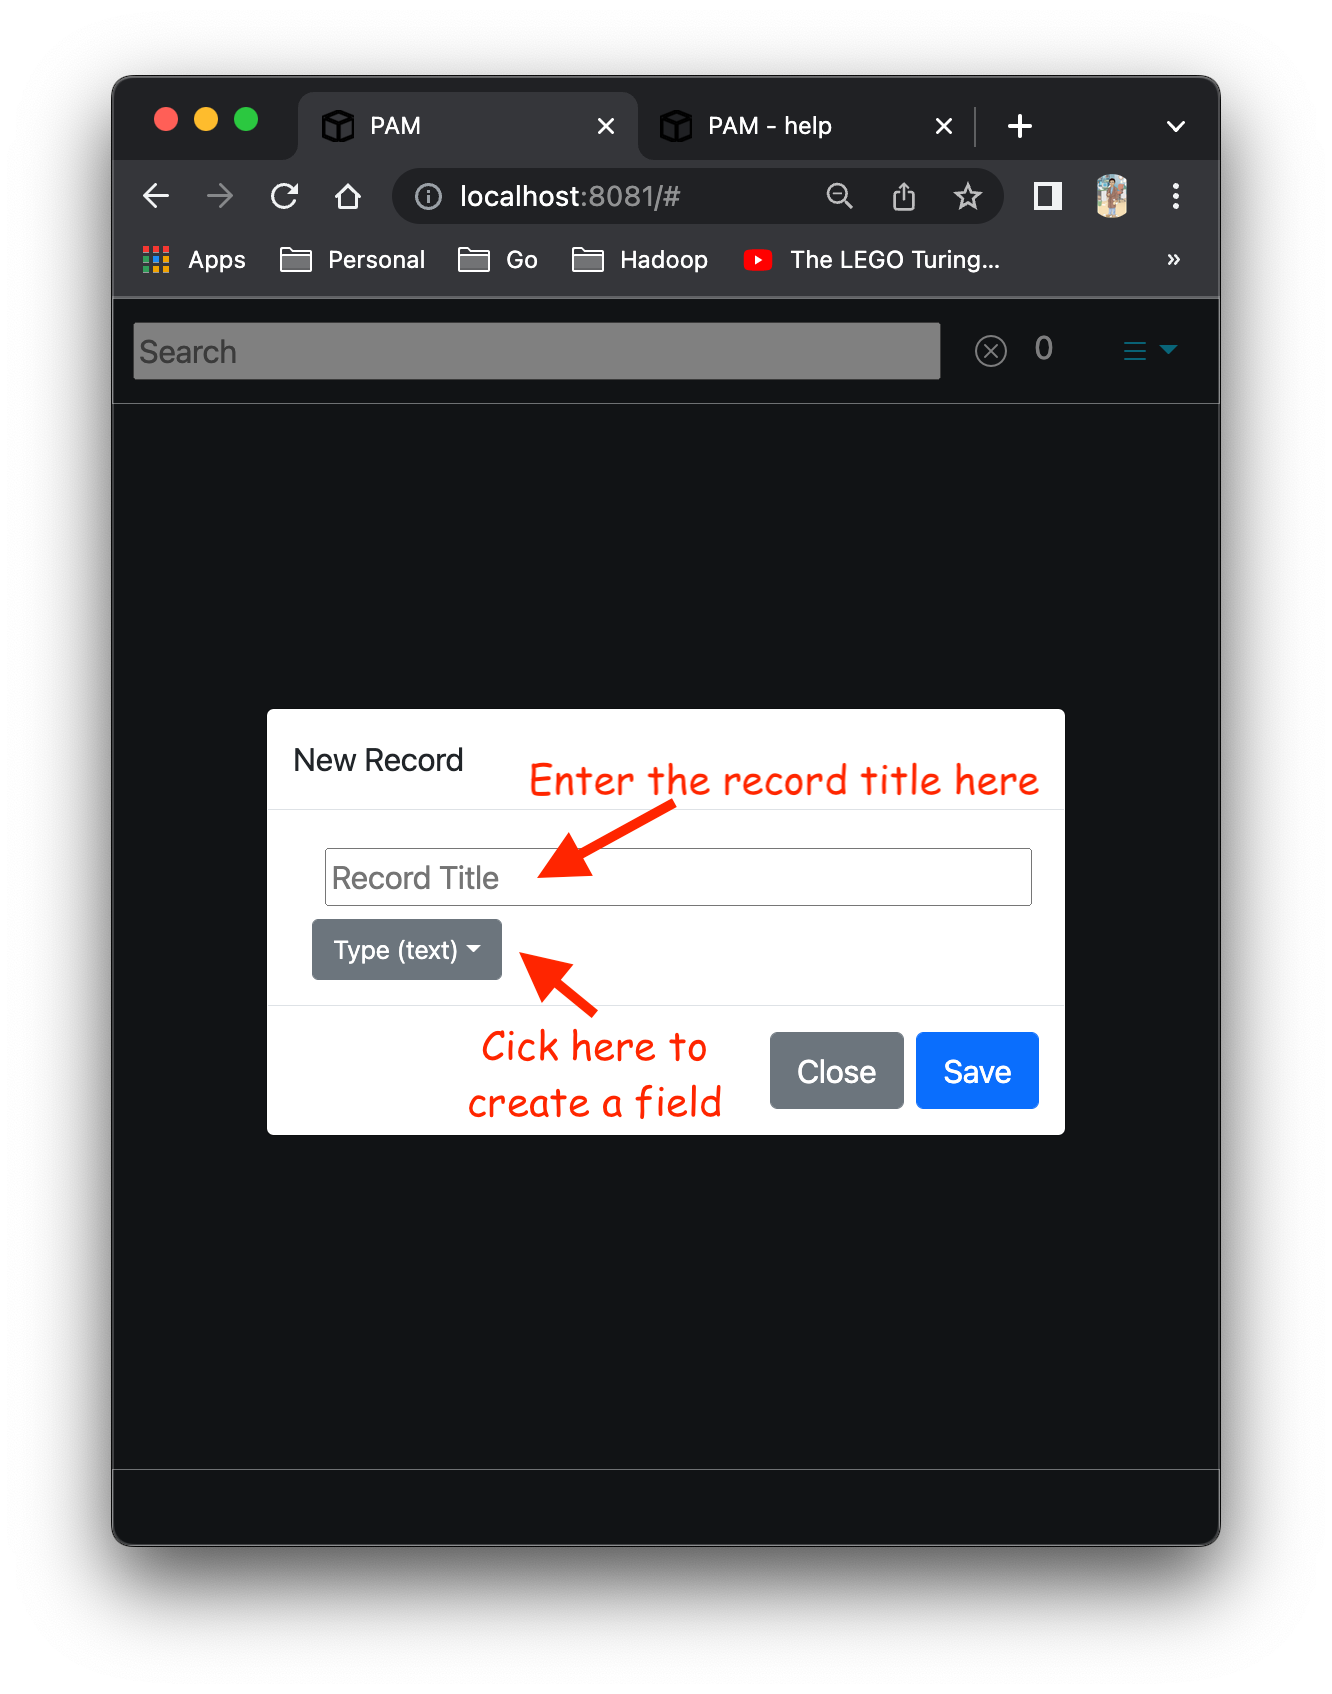 PAM
PAM - help
localhost:8081/#
Apps
Personal
Go
Hadoop
The LEGO Turing...
»
Search
0
New Record
Enter the record title here
Record Title
Type (text)
Cick here to
create a field
Close
Save